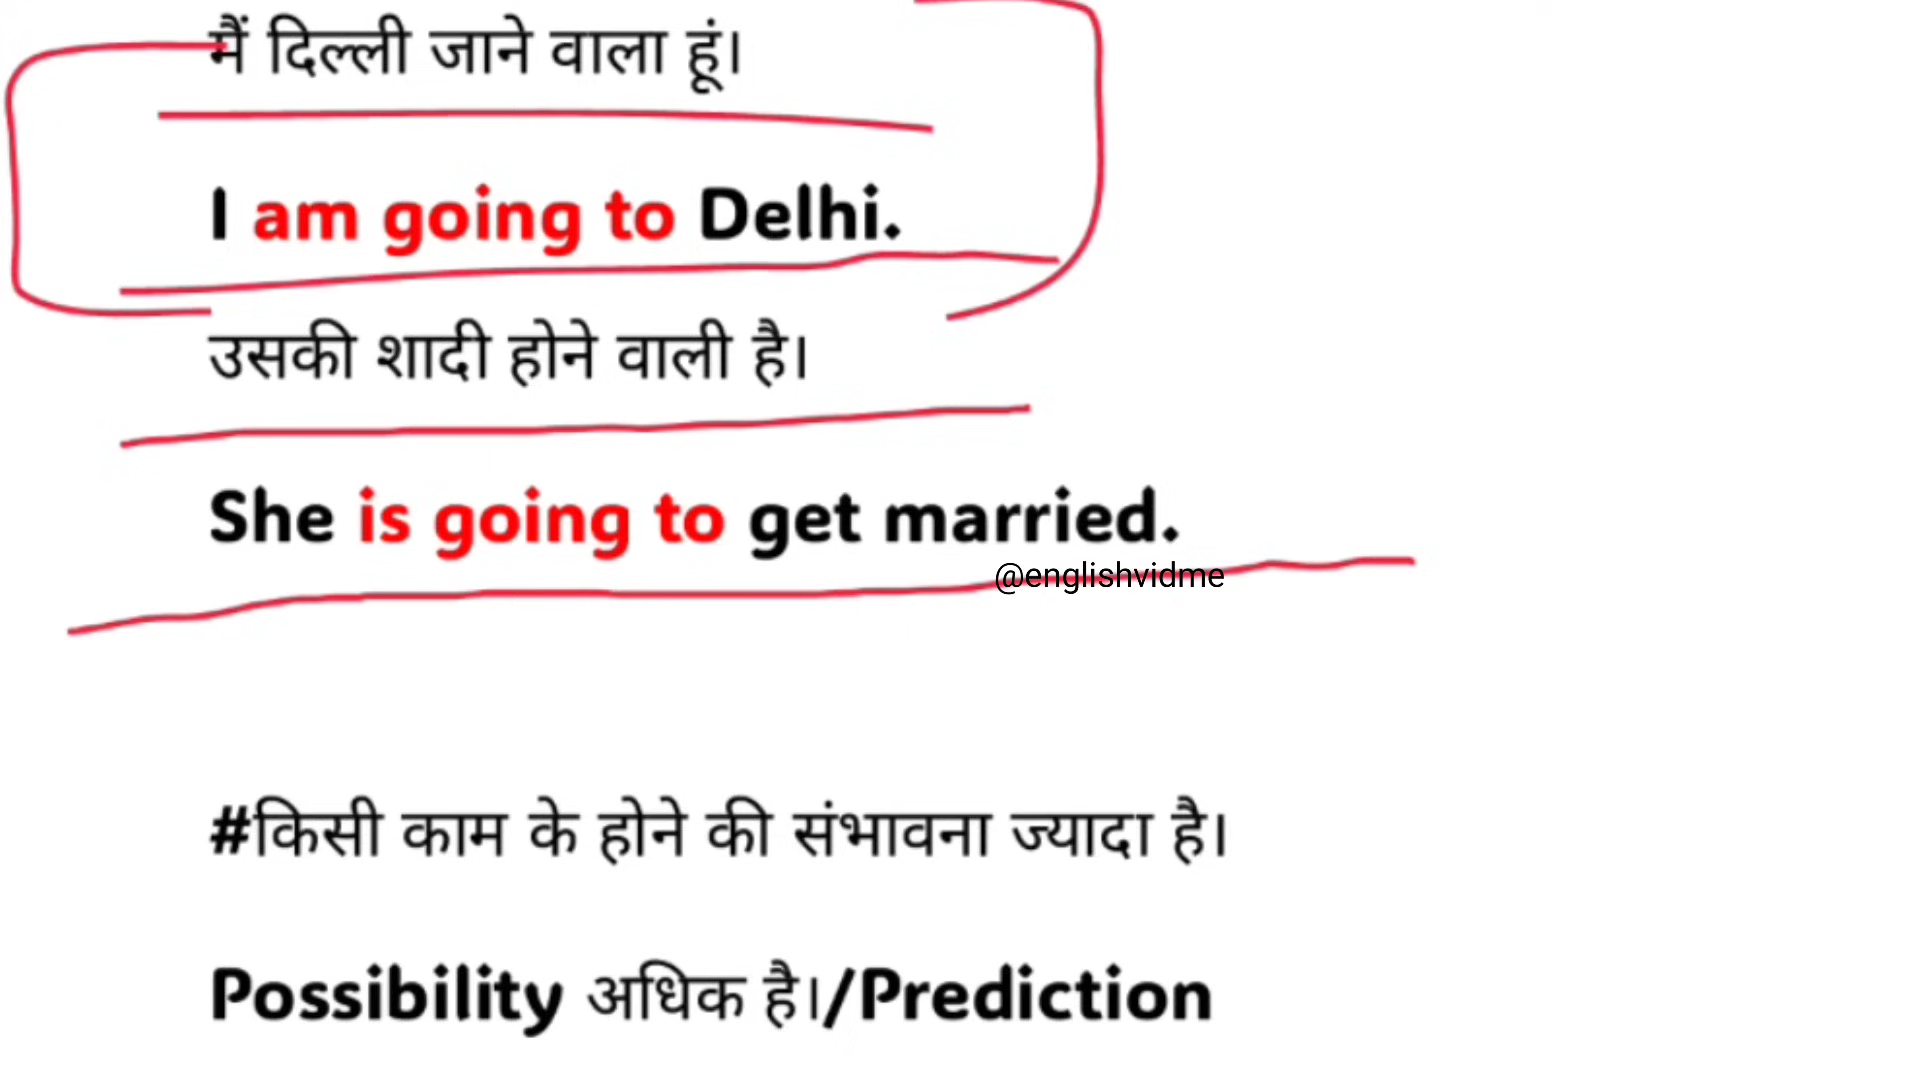 मैं दिल्ली जाने वाला हूं।
I am going to Delhi.
उसकी शादी होने वाली है।
She is going to get married.
@englishvidme
#किसी काम के होने की संभावना ज्यादा है।
Possibility अधिक है।/Prediction